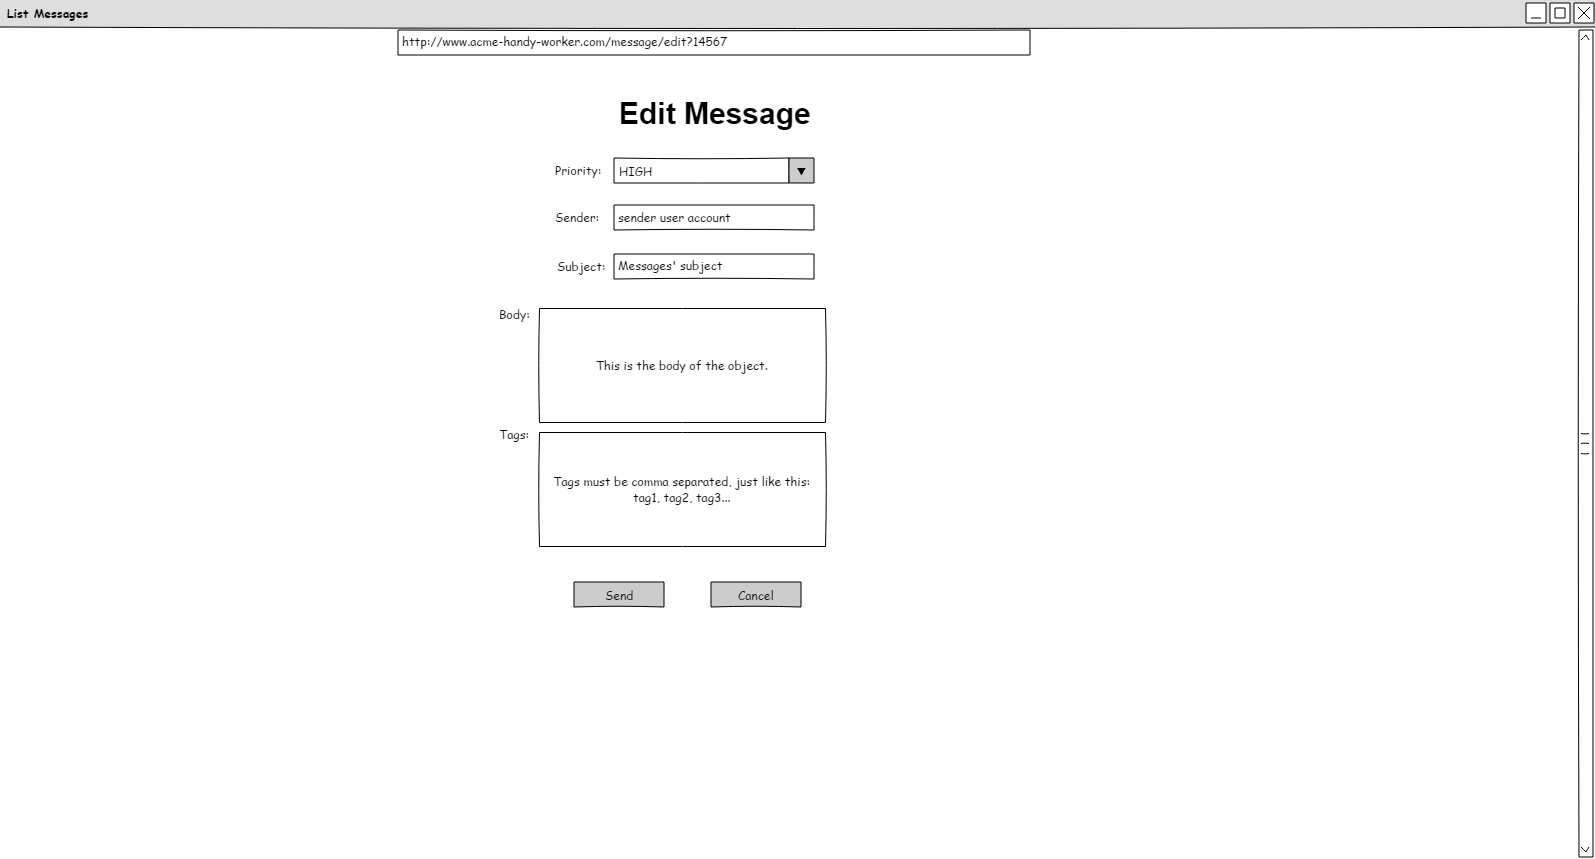 List Messages
http://www.acme-handy-worker.com/message/edit?14567
Edit Message
Priority: HIGH
Sender: sender user account
Subject: Messages' subject
Body:
This is the body of the object.
Tags:
Tags must be comma separated, just like this:
tag1, tag2, tag3...
Send Cancel